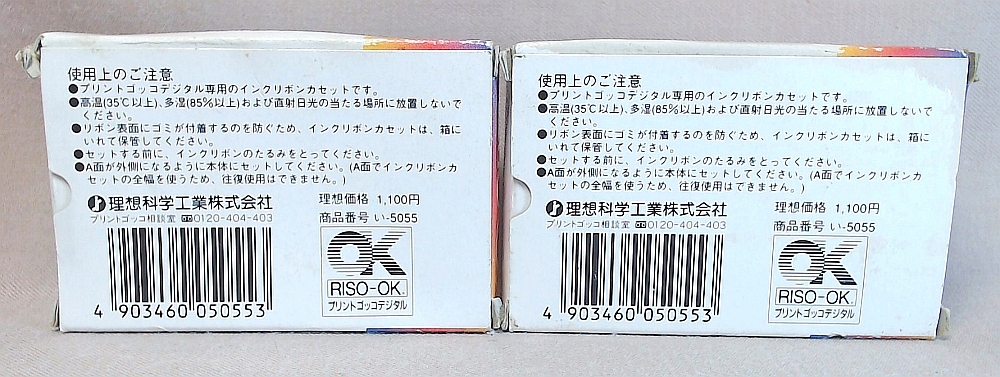 使用上のご注意
●プリントゴッコデジタル専用のインクリボンカセットです。
●高温(35℃以上)、多湿(85%以上)および直射日光の当たる場所に放置しないで
ください。
●リボン表面にゴミが付着するのを防ぐため、インクリボンカセットは、箱に
いれて保管してください。
●セットする前に、インクリボンのたるみをとってください。
●A面が外側になるように本体にセットしてください。(A面でインクリボンカ
セットの全幅を使うため、往復使用はできません。)
理想科学工業株式会社
プリントゴッコ相談室 0120-404-403
理想価格 1,100円
商品番号 い-5055
OK
RISO-OK
プリントゴッコデジタル
4 903460 050553
使用上のご注意
●プリントゴッコデジタル専用のインクリボンカセットです。
●高温(35℃以上)、多湿(85%以上)および直射日光の当たる場所に放置しないで
ください。
●リボン表面にゴミが付着するのを防ぐため、インクリボンカセットは、箱に
いれて保管してください。
●セットする前に、インクリボンのたるみをとってください。
●A面が外側になるように本体にセットしてください。(A面でインクリボンカ
セットの全幅を使うため、往復使用はできません。)
理想科学工業株式会社
プリントゴッコ相談室 0120-404-403
理想価格 1,100円
商品番号 い-5055
OK
RISO-OK
プリントゴッコデジタル
4 903460 050553